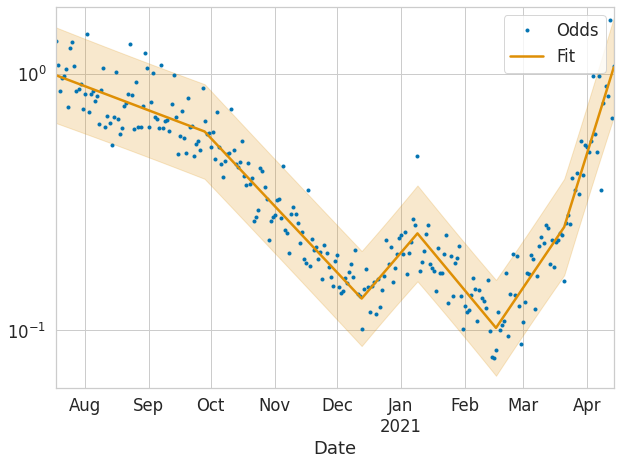 Odds
Fit
10⁰
10⁻¹
Aug Sep Oct Nov Dec Jan Feb Mar Apr
2021
Date